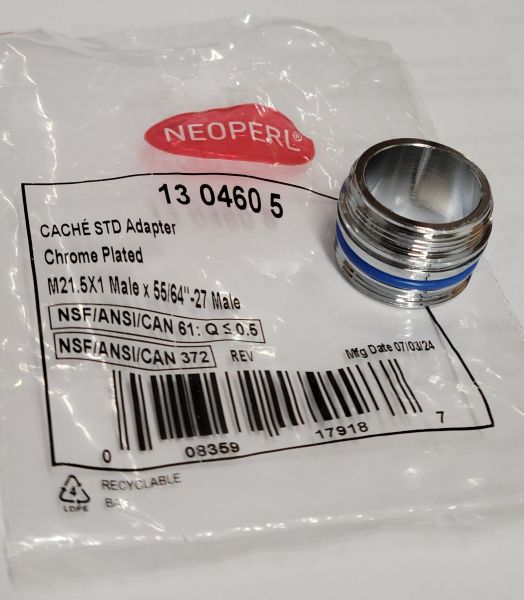 NEOPERL®
13 0460 5
CACHÉ STD Adapter
Chrome Plated
M21.5X1 Male x 55/64"-27 Male
NSF/ANSI/CAN 61: Q ≤ 0.5
NSF/ANSI/CAN 372 REV Mfg Date 07/03/24
0 08359 17918 7
4
LDPE
RECYCLABLE
BAG